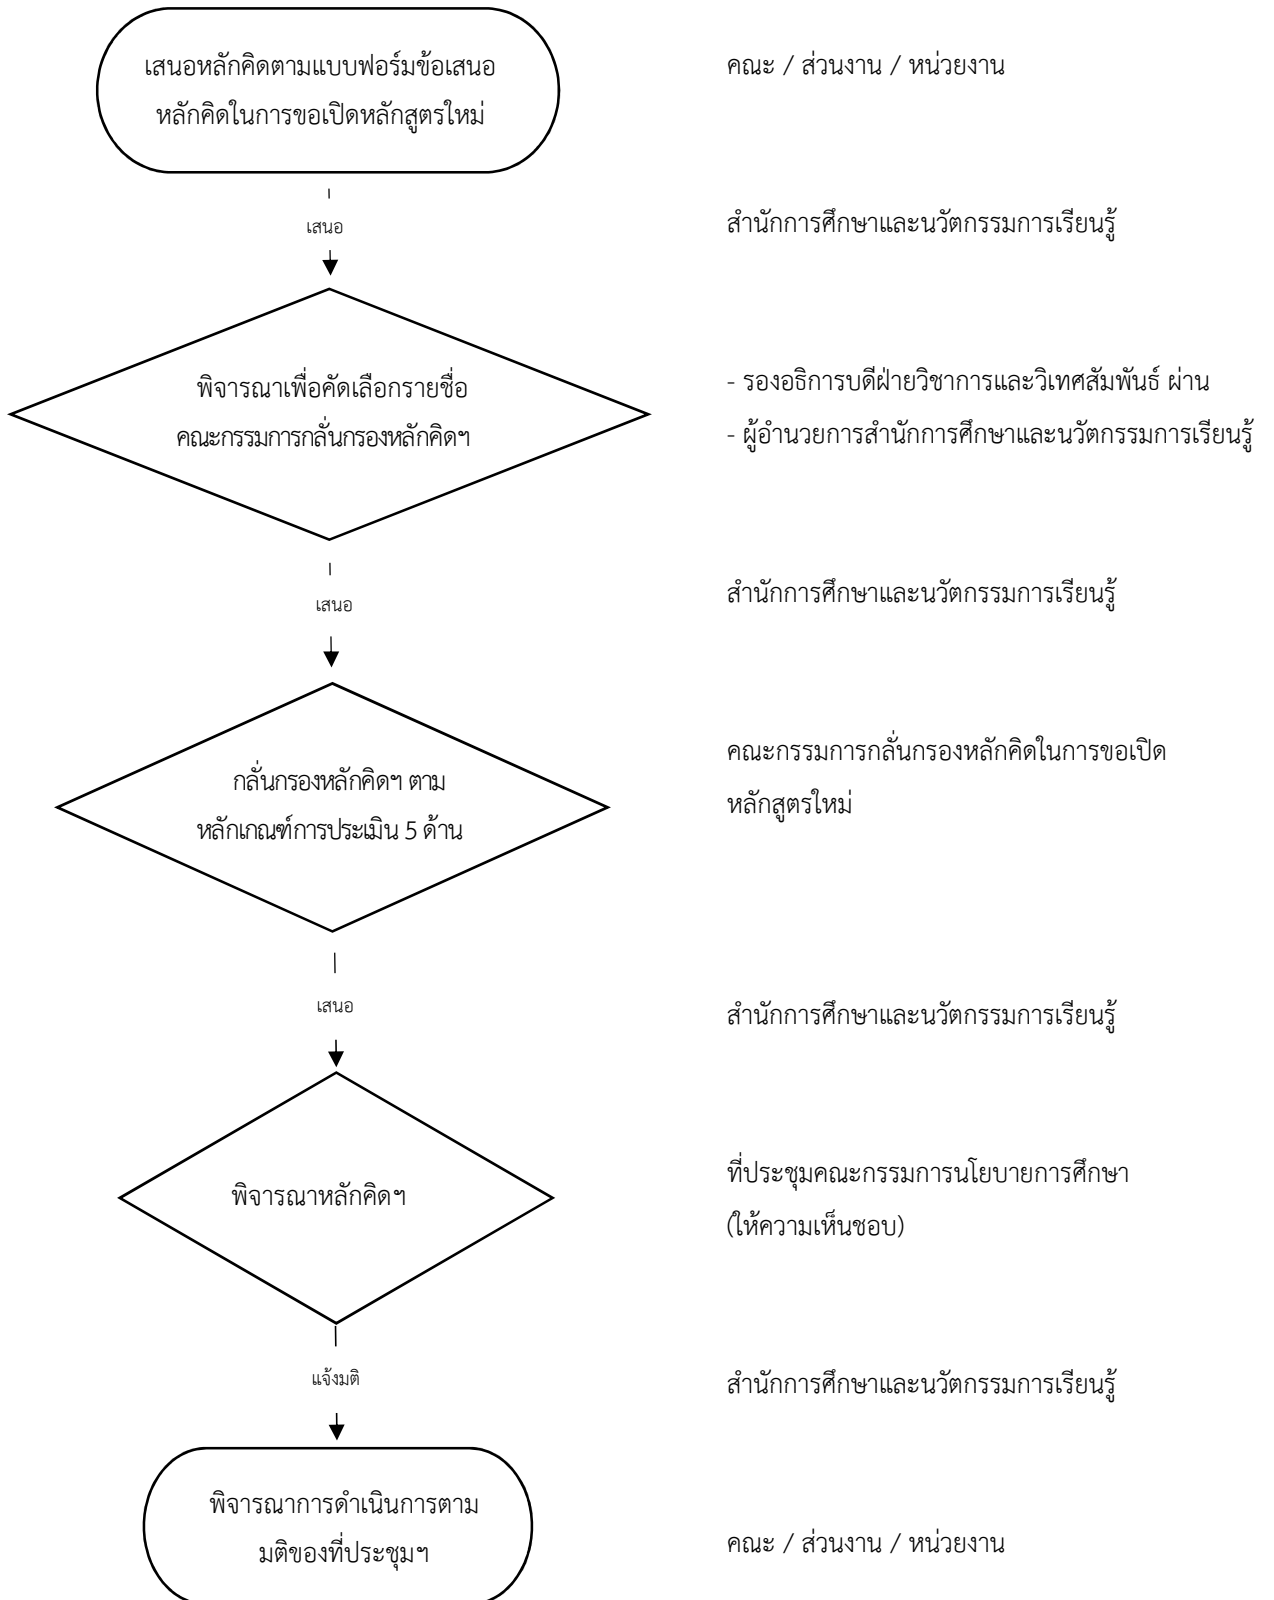 เสนอหลักคิดตามแบบฟอร์มข้อเสนอ
หลักคิดในการขอเปิดหลักสูตรใหม่
คณะ / ส่วนงาน / หน่วยงาน
เสนอ
สำนักการศึกษาและนวัตกรรมการเรียนรู้
พิจารณาเพื่อคัดเลือกรายชื่อ
คณะกรรมการกลั่นกรองหลักคิดฯ
- รองอธิการบดีฝ่ายวิชาการและวิเทศสัมพันธ์ ผ่าน
- ผู้อำนวยการสำนักการศึกษาและนวัตกรรมการเรียนรู้
เสนอ
สำนักการศึกษาและนวัตกรรมการเรียนรู้
กลั่นกรองหลักคิดฯ ตาม
หลักเกณฑ์การประเมิน 5 ด้าน
คณะกรรมการกลั่นกรองหลักคิดในการขอเปิด
หลักสูตรใหม่
เสนอ
สำนักการศึกษาและนวัตกรรมการเรียนรู้
พิจารณาหลักคิดฯ
ที่ประชุมคณะกรรมการนโยบายการศึกษา
(ให้ความเห็นชอบ)
แจ้งมติ
สำนักการศึกษาและนวัตกรรมการเรียนรู้
พิจารณาการดำเนินการตาม
มติของที่ประชุมฯ
คณะ / ส่วนงาน / หน่วยงาน